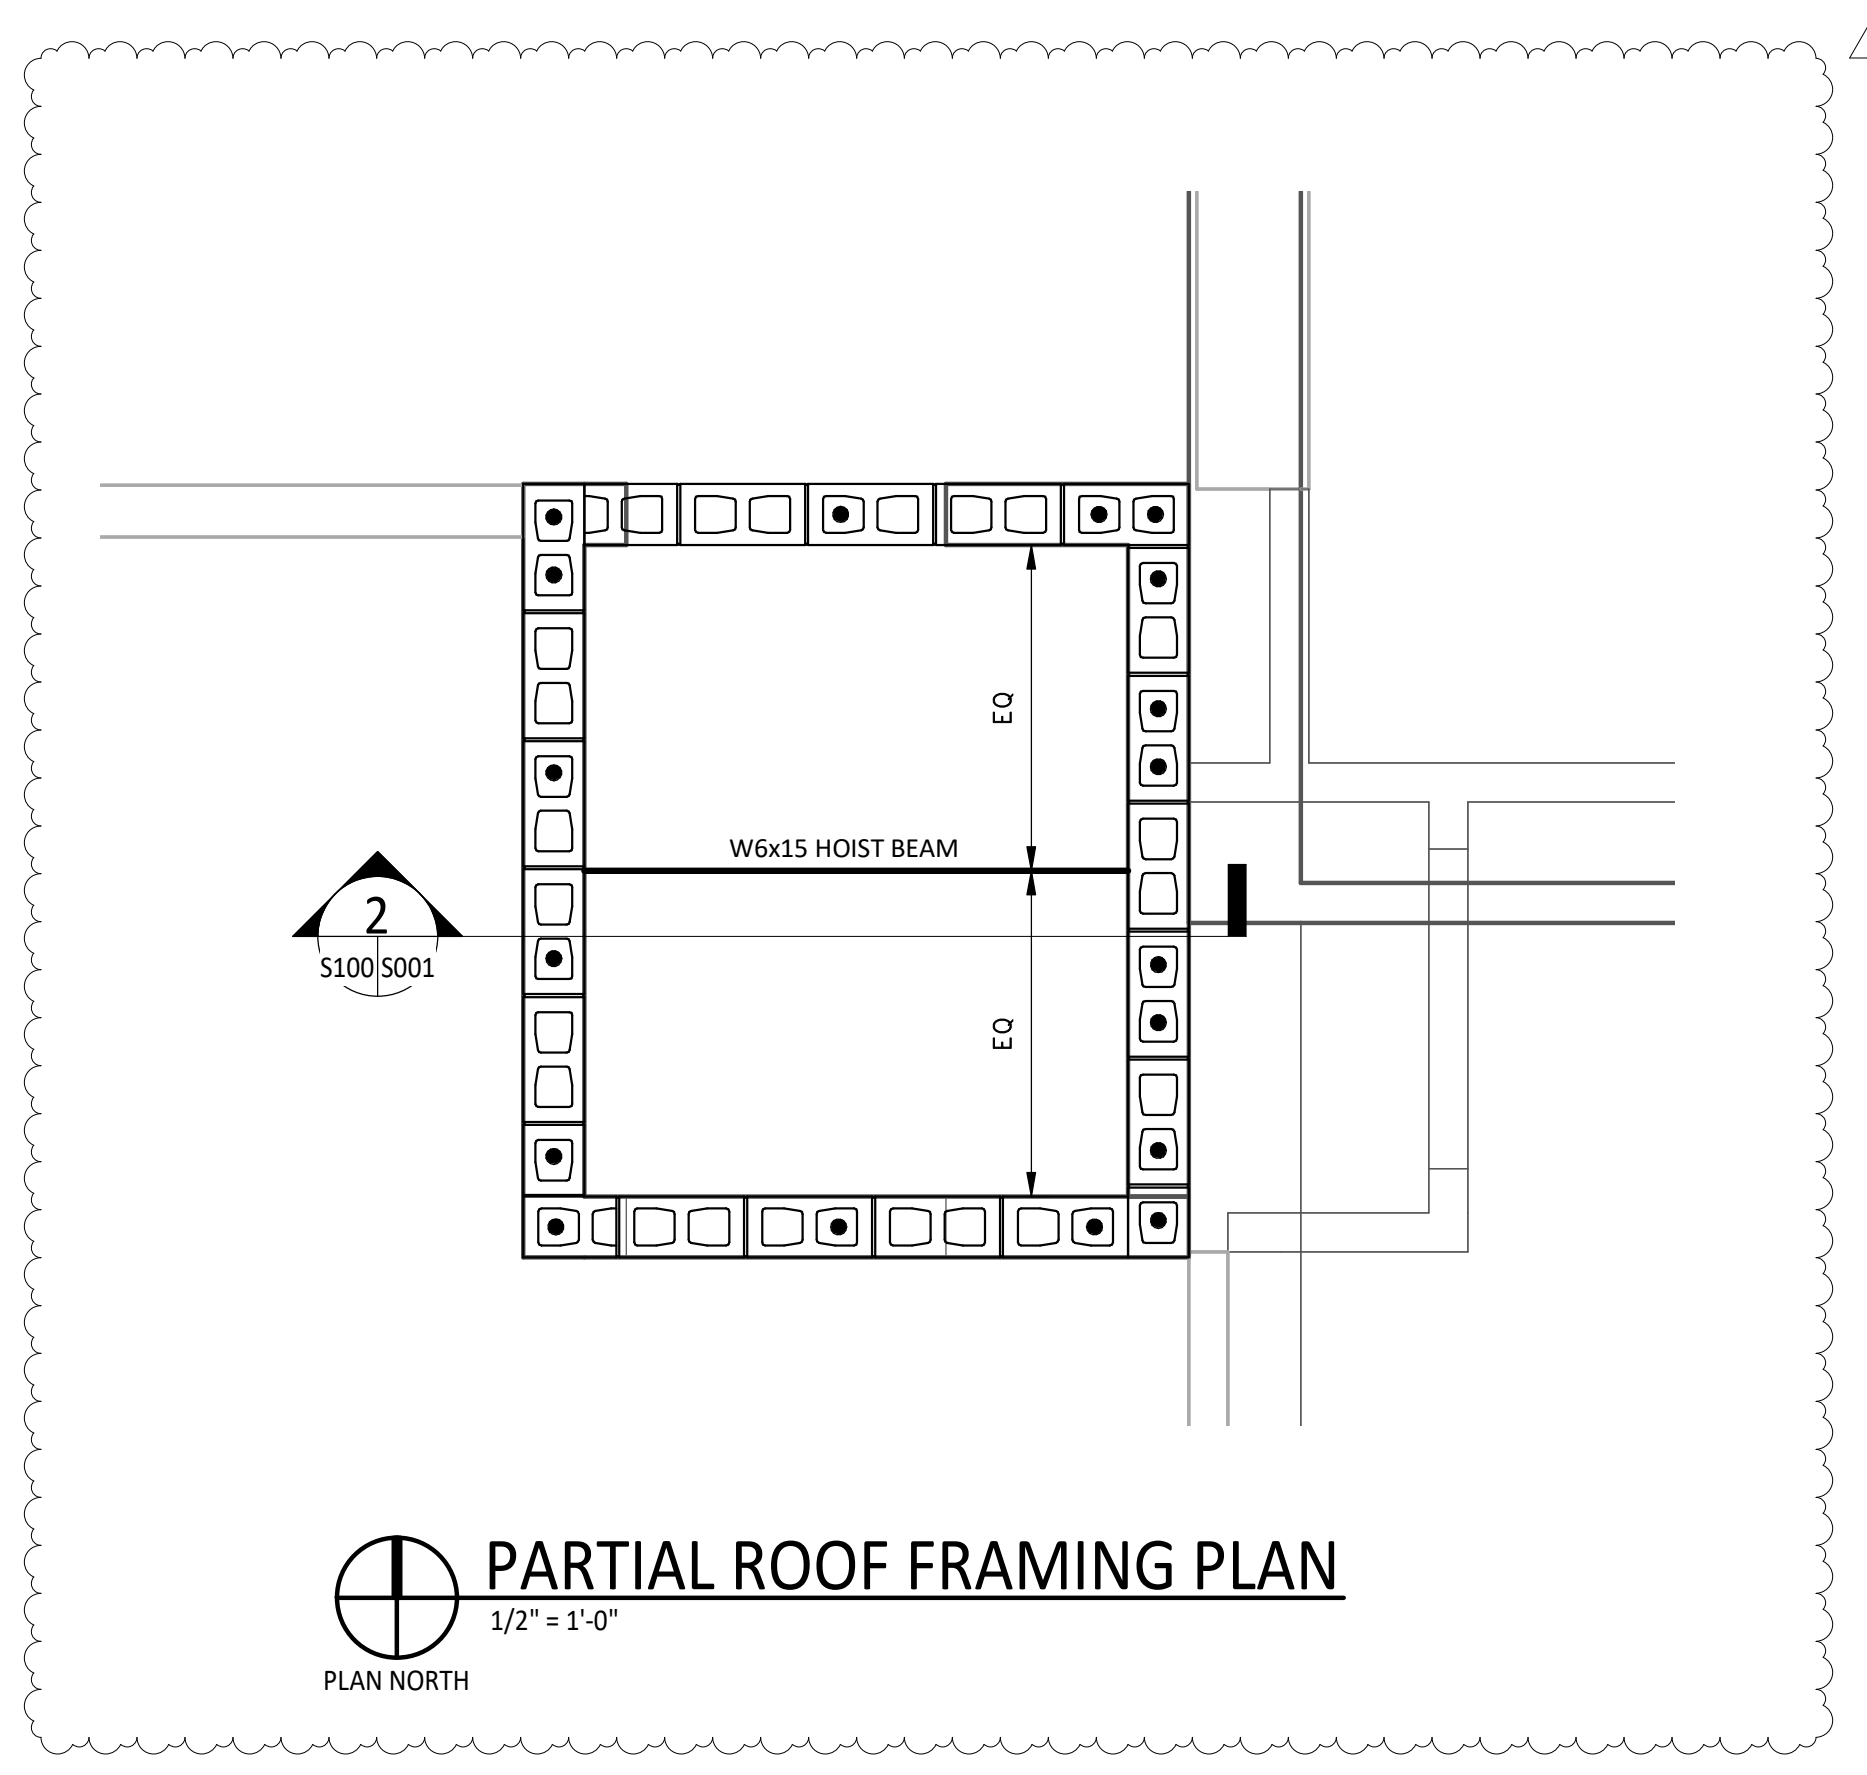 EQ
W6x15 HOIST BEAM
2
S100 S001
EQ
PARTIAL ROOF FRAMING PLAN
1/2" = 1'-0"
PLAN NORTH